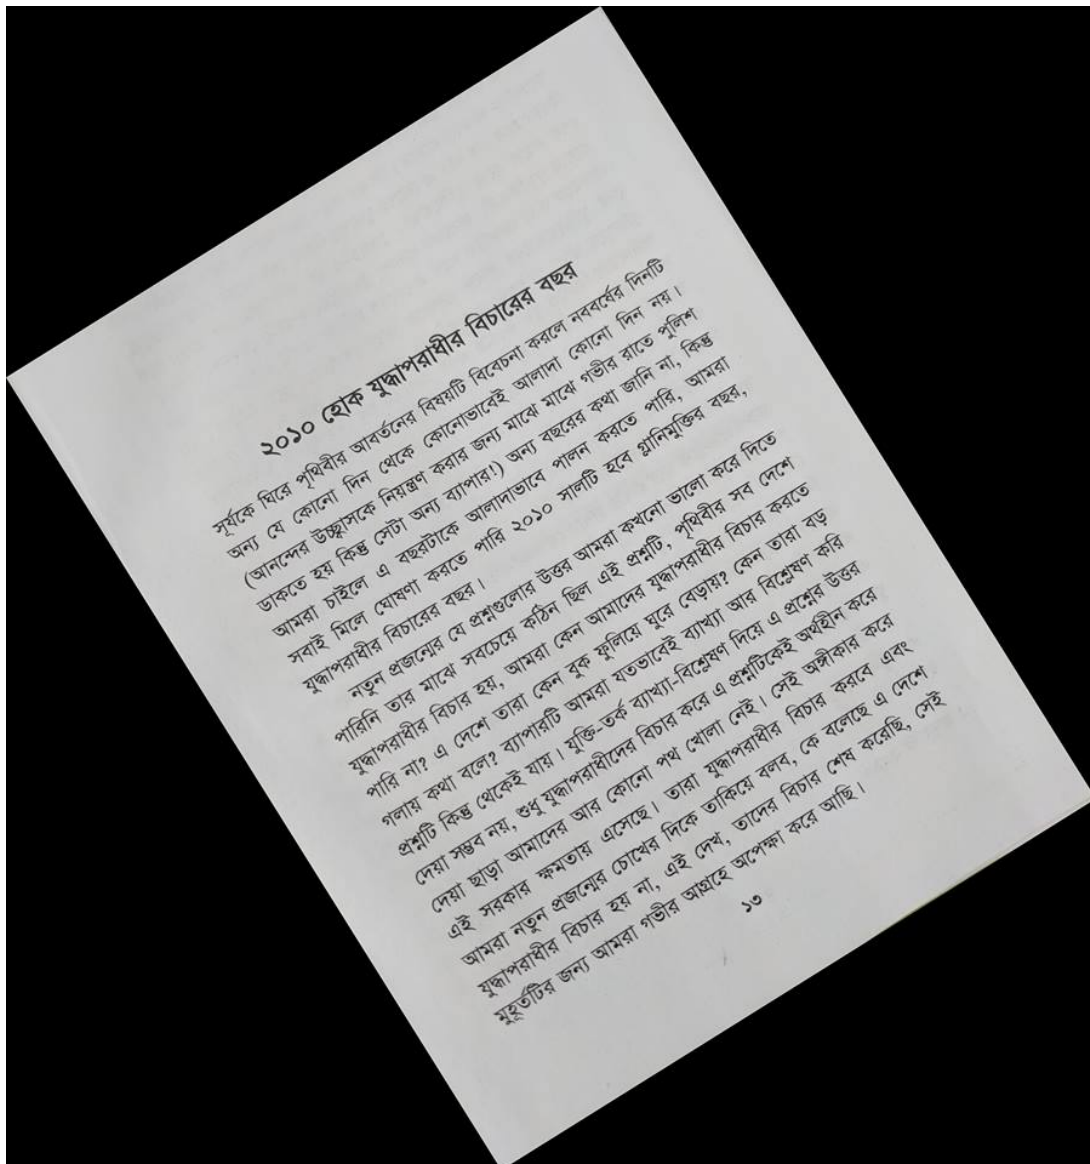 ২০১০ হোক যুদ্ধাপরাধীর বিচারের বছর
সূর্যকে ঘিরে পৃথিবীর আবর্তনের বিষয়টি বিবেচনা করলে নববর্ষের দিনটি
অন্য যে কোনো দিন থেকে কোনোভাবেই আলাদা কোনো দিন নয়।
(আনন্দের উচ্ছ্বাসকে নিয়ন্ত্রণ করার জন্য মাঝে মাঝে গভীর রাতে পুলিশ
ডাকতে হয় কিন্তু সেটা অন্য ব্যাপার!) অন্য বছরের কথা জানি না, কিন্তু
আমরা চাইলে এ বছরটাকে আলাদাভাবে পালন করতে পারি, আমরা
সবাই মিলে ঘোষণা করতে পারি ২০১০ সালটি হবে গ্লানিমুক্তির বছর,
যুদ্ধাপরাধীর বিচারের বছর।
নতুন প্রজন্মের যে প্রশ্নগুলোর উত্তর আমরা কখনো ভালো করে দিতে
পারিনি তার মাঝে সবচেয়ে কঠিন ছিল এই প্রশ্নটি, পৃথিবীর সব দেশে
যুদ্ধাপরাধীর বিচার হয়, আমরা কেন আমাদের যুদ্ধাপরাধীর বিচার করতে
পারি না? এ দেশে তারা কেন বুক ফুলিয়ে ঘুরে বেড়ায়? কেন তারা বড়
গলায় কথা বলে? ব্যাপারটি আমরা যতভাবেই ব্যাখ্যা আর বিশ্লেষণ করি
প্রশ্নটি কিন্তু থেকেই যায়। যুক্তি-তর্ক ব্যাখ্যা-বিশ্লেষণ দিয়ে এ প্রশ্নের উত্তর
দেয়া সম্ভব নয়, শুধু যুদ্ধাপরাধীদের বিচার করে এ প্রশ্নটিকেই অর্থহীন করে
দেয়া ছাড়া আমাদের আর কোনো পথ খোলা নেই। সেই অঙ্গীকার করে
এই সরকার ক্ষমতায় এসেছে। তারা যুদ্ধাপরাধীর বিচার করবে এবং
আমরা নতুন প্রজন্মের চোখের দিকে তাকিয়ে বলব, কে বলেছে এ দেশে
যুদ্ধাপরাধীর বিচার হয় না, এই দেখ, তাদের বিচার শেষ করেছি, সেই
মুহূর্তটির জন্য আমরা গভীর আগ্রহে অপেক্ষা করে আছি।
১৩